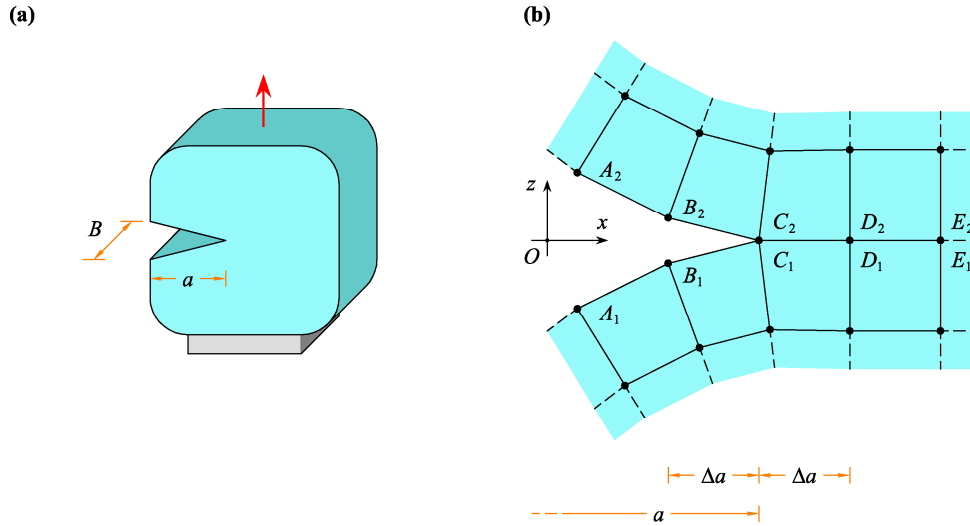 (a)
B
a
(b)
A₂
z
B₂
x
C₂
D₂
E₂
O
C₁
D₁
E₁
B₁
A₁
Δa
Δa
a